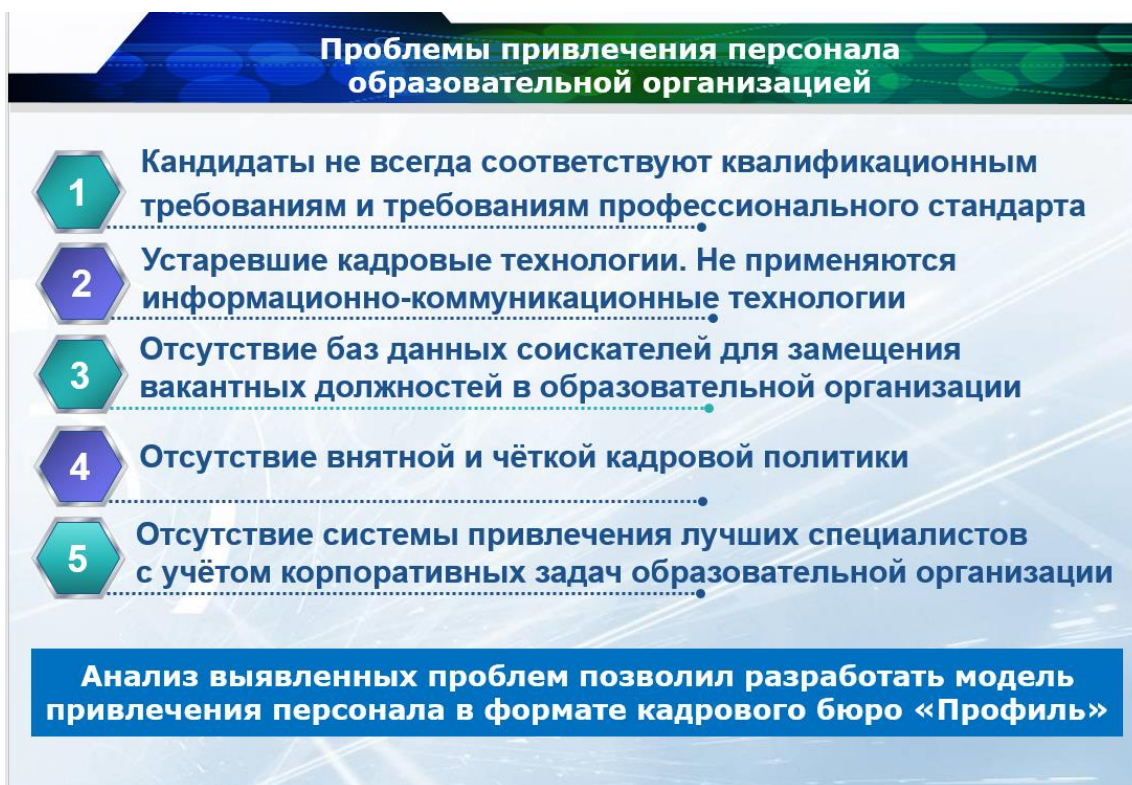 Проблемы привлечения персонала
образовательной организацией
1
Кандидаты не всегда соответствуют квалификационным
требованиям и требованиям профессионального стандарта
2
Устаревшие кадровые технологии. Не применяются
информационно-коммуникационные технологии
3
Отсутствие баз данных соискателей для замещения
вакантных должностей в образовательной организации
4
Отсутствие внятной и чёткой кадровой политики
5
Отсутствие системы привлечения лучших специалистов
с учётом корпоративных задач образовательной организации
Анализ выявленных проблем позволил разработать модель
привлечения персонала в формате кадрового бюро «Профиль»